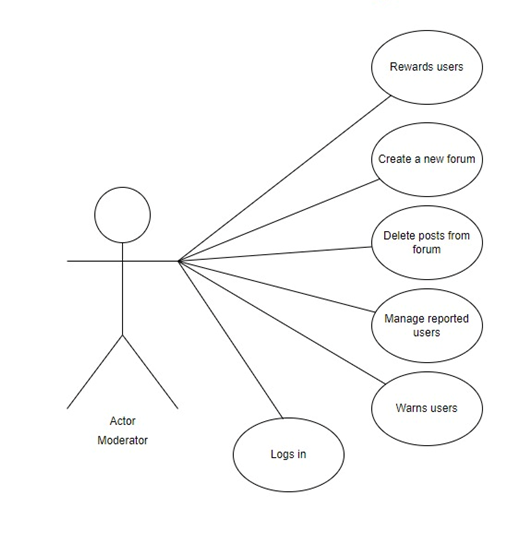 Rewards users
Create a new forum
Delete posts from
forum
Manage reported
users
Warns users
Logs in
Actor
Moderator